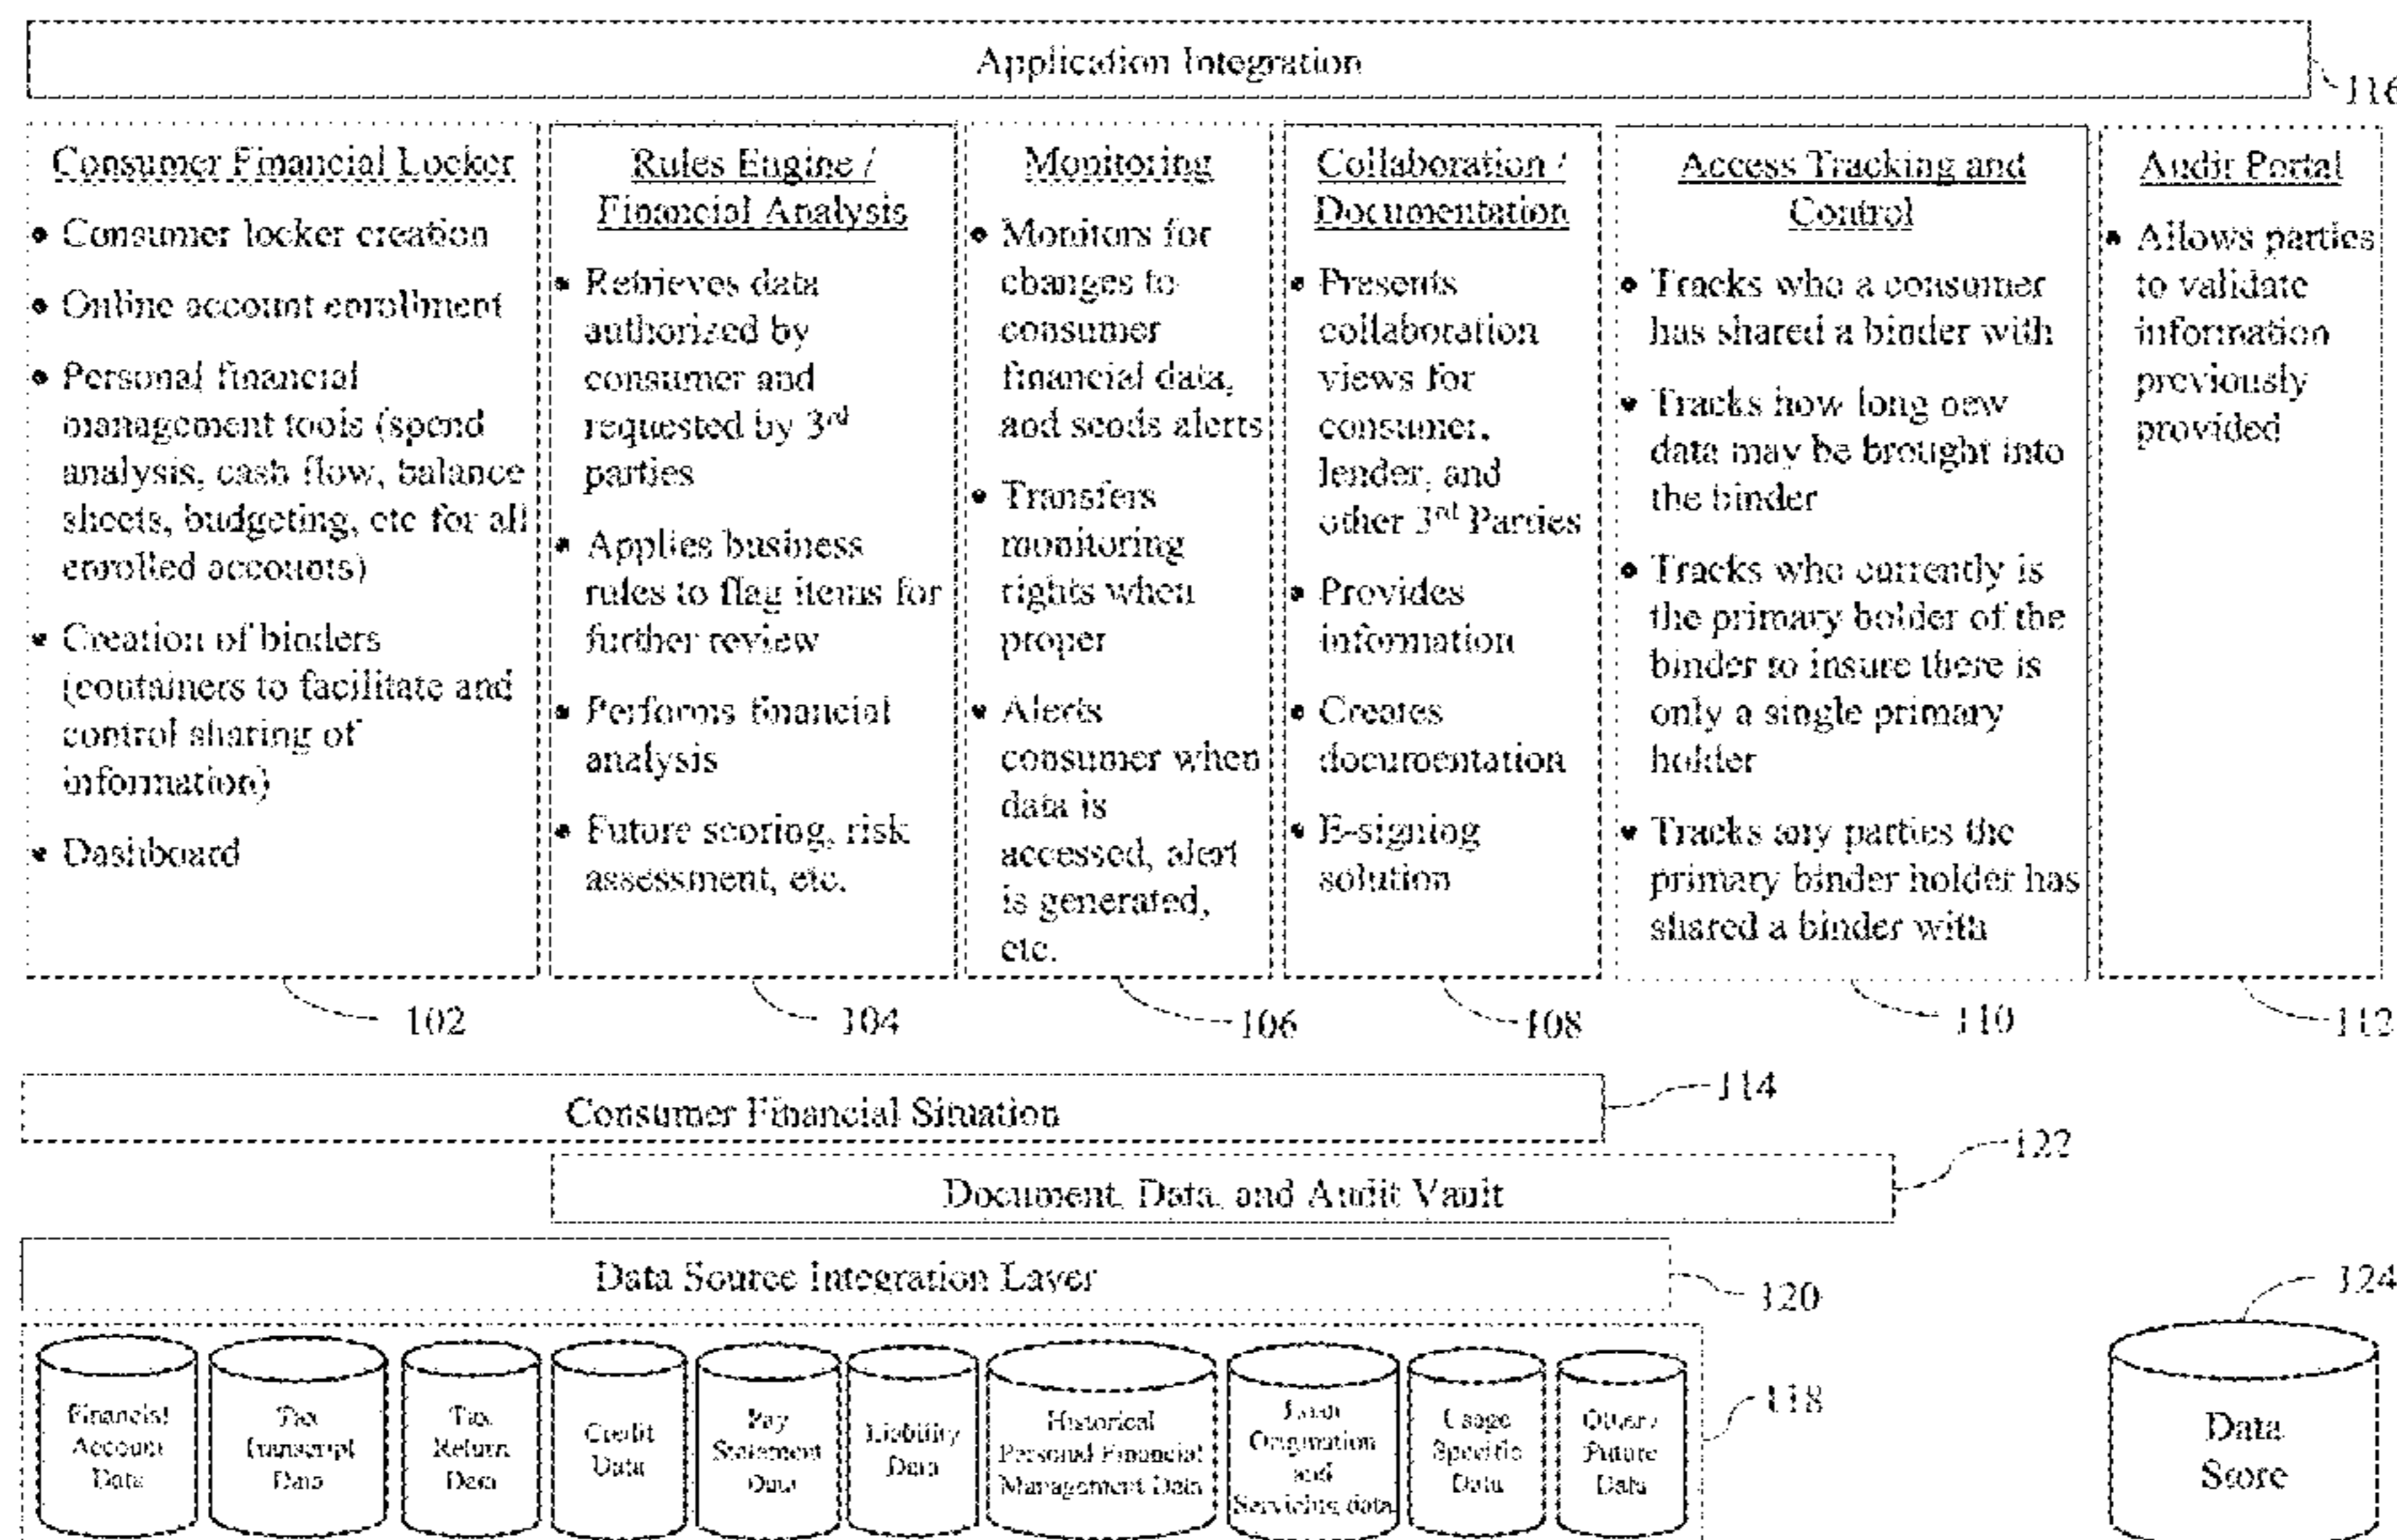 Application Integration
116
Consumer Financial Locker
• Consumer locker creation
• Online account enrollment
• Personal financial
management tools (spend
analysis, cash flow, balance
sheets, budgeting, etc for all
enrolled accounts)
• Creation of binders
(containers to facilitate and
control sharing of
information)
• Dashboard
102
Rules Engine /
Financial Analysis
• Retrieves data
authorized by
consumer and
requested by 3rd
parties
• Applies business
rules to flag items for
further review
• Performs financial
analysis
• Future scoring, risk
assessment, etc.
104
Monitoring
• Monitors for
changes to
consumer
financial data,
and sends alerts
• Transfers
monitoring
rights when
proper
• Alerts
consumer when
data is
accessed, alert
is generated,
etc.
106
Collaboration /
Documentation
• Presents
collaboration
views for
consumer,
lender, and
other 3rd Parties
• Provides
information
• Creates
documentation
• E-signing
solution
108
Access Tracking and
Control
• Tracks who a consumer
has shared a binder with
• Tracks how long new
data may be brought into
the binder
• Tracks who currently is
the primary holder of the
binder to insure there is
only a single primary
holder
• Tracks any parties the
primary binder holder has
shared a binder with
110
Audit Portal
• Allows parties
to validate
information
previously
provided
112
Consumer Financial Situation
114
Document, Data, and Audit Vault
122
Data Source Integration Layer
120
Financial
Account
Data
Tax
Transcript
Data
Tax
Return
Data
Credit
Data
Pay
Statement
Data
Liability
Data
Historical
Personal Financial
Management Data
Loan
Origination
and
Servicing data
Usage
Specific
Data
Other /
Future
Data
118
124
Data
Store